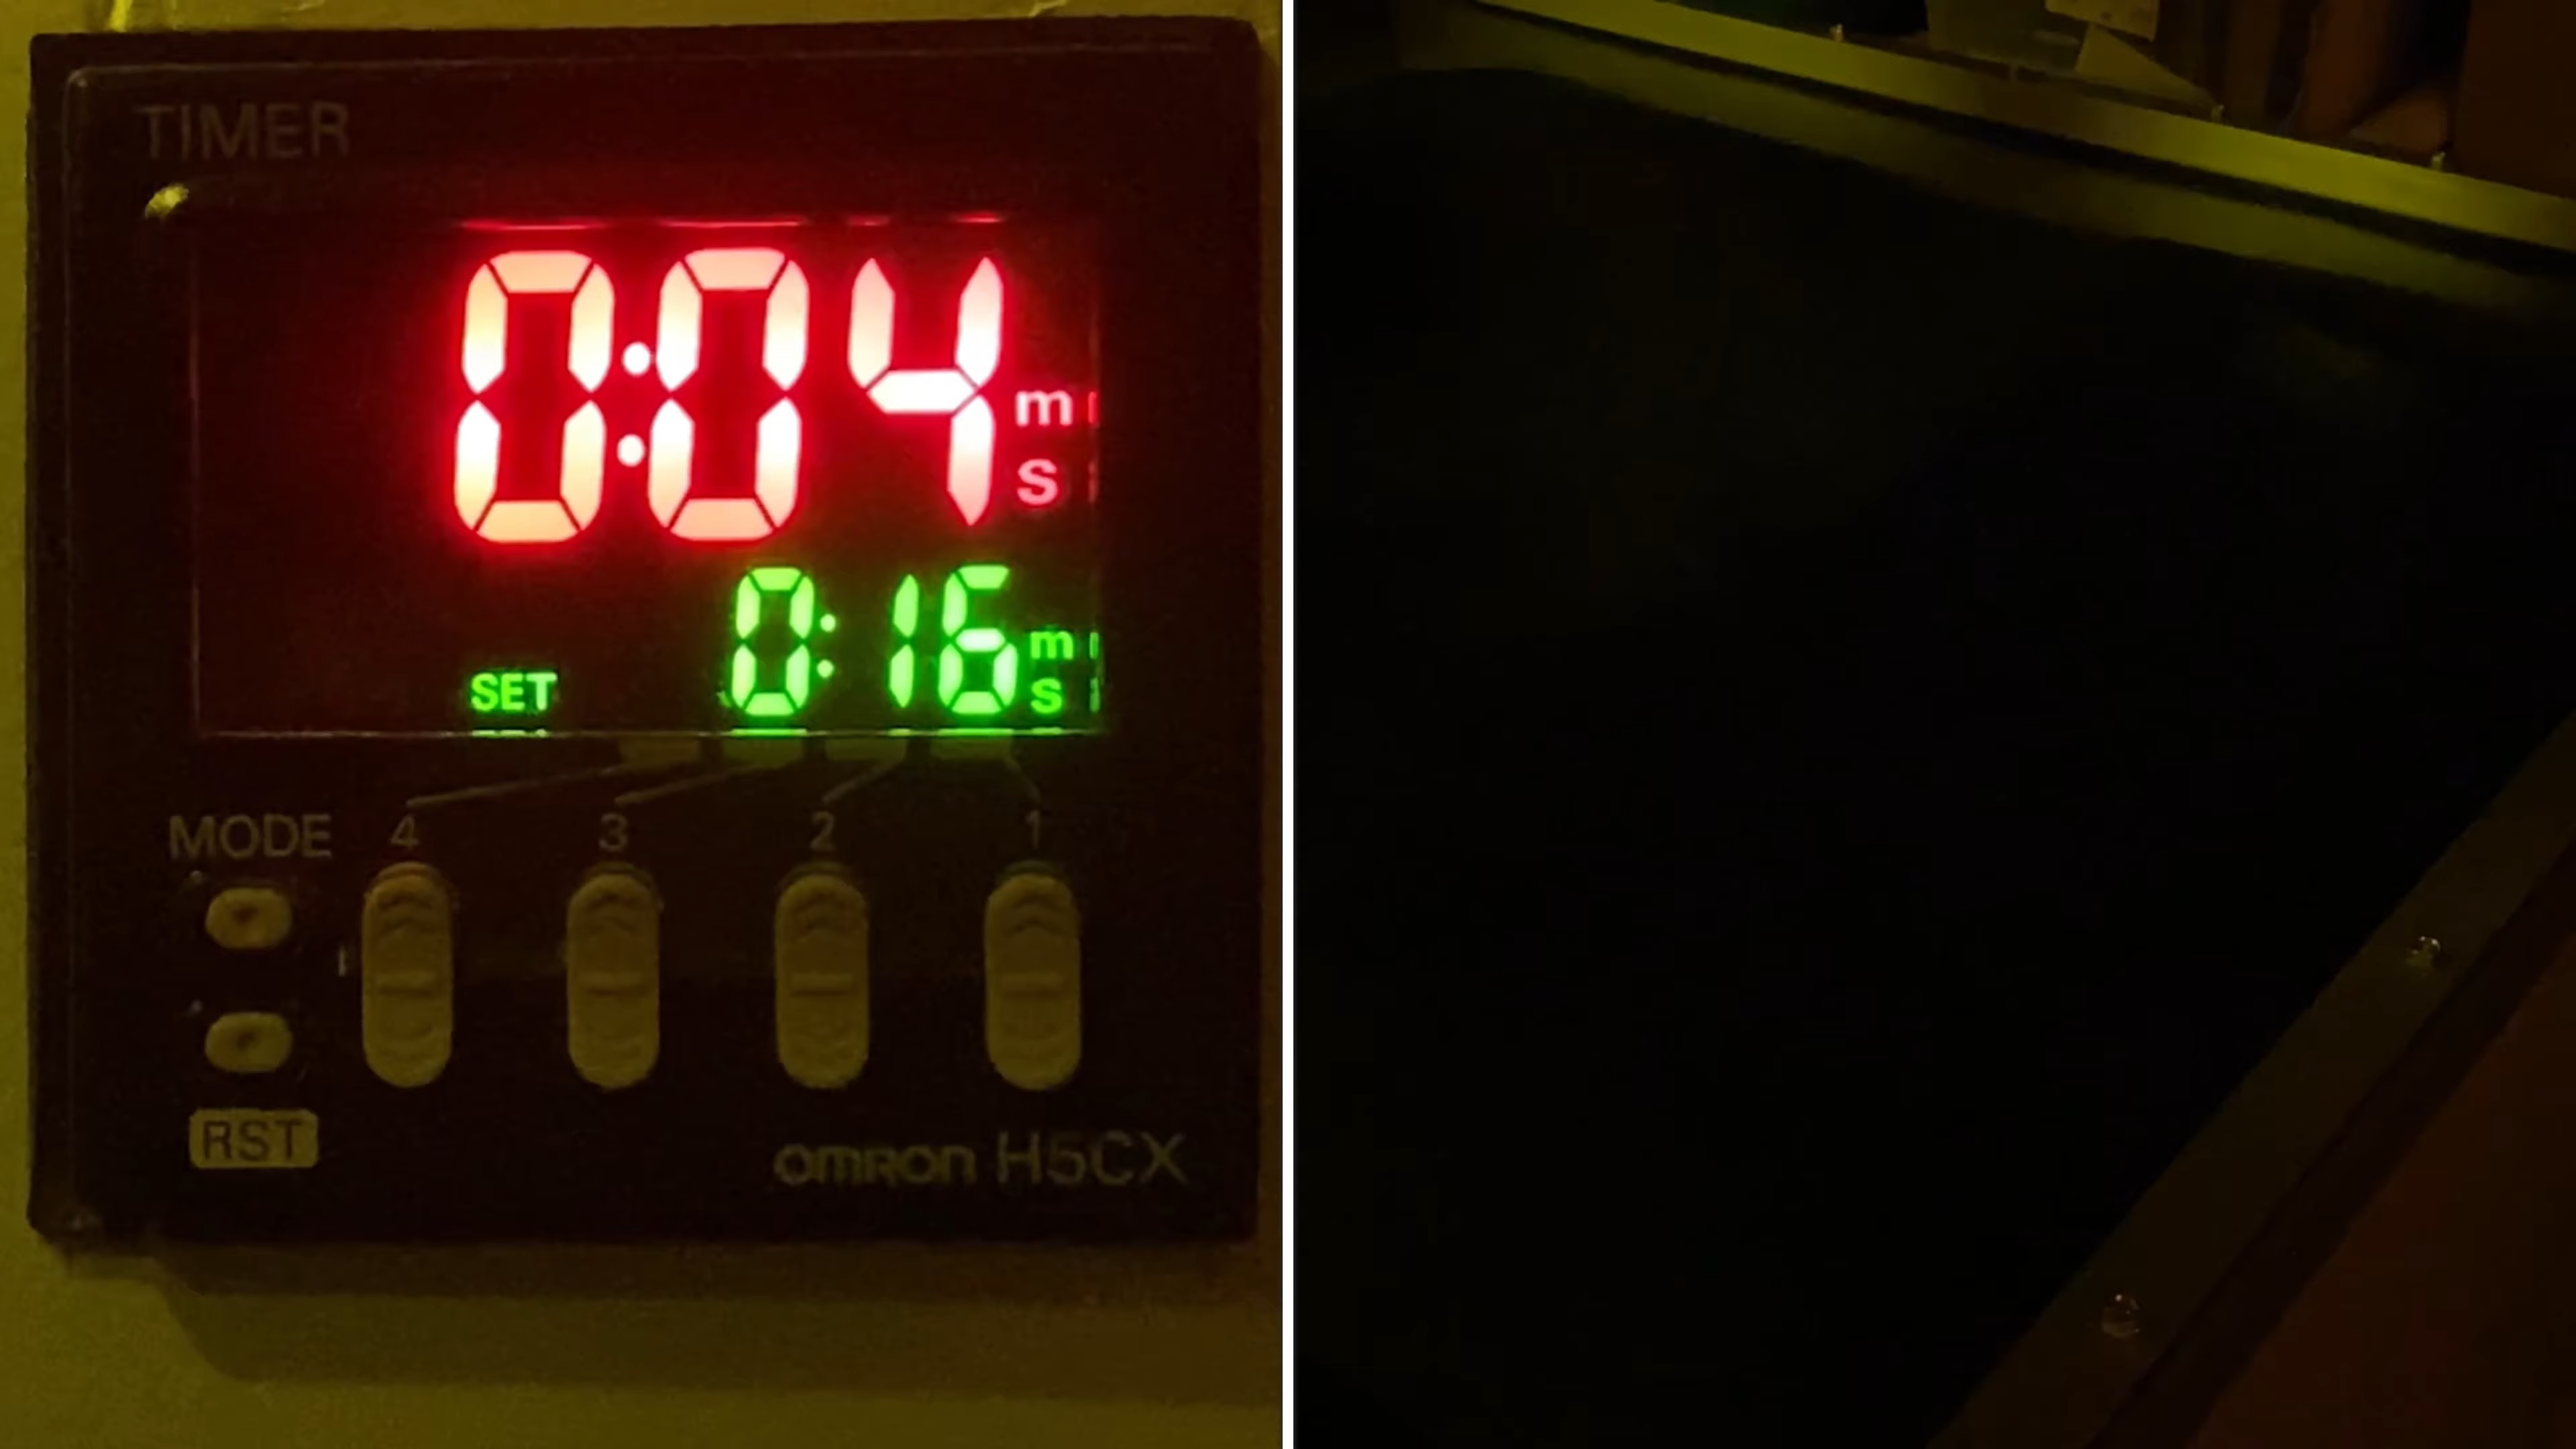 TIMER
0:04 m
s
0:16 m
SET s
MODE 4 3 2 1
RST
omron H5CX